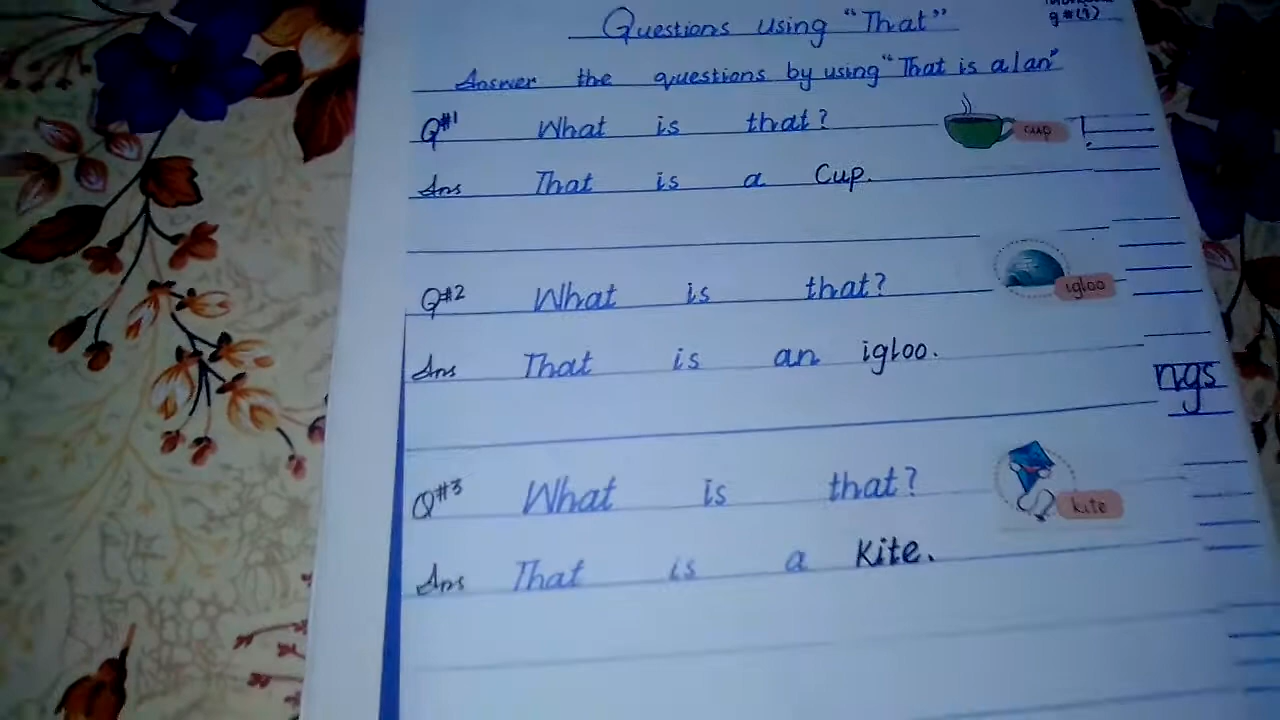 Questions using "That"
g#(1)
Answer the questions by using "That is a/an"
Q#1 What is that?
cup
Ans That is a Cup.
Q#2 What is that?
igloo
Ans That is an igloo.
ngs
Q#3 What is that?
kite
Ans That is a Kite.